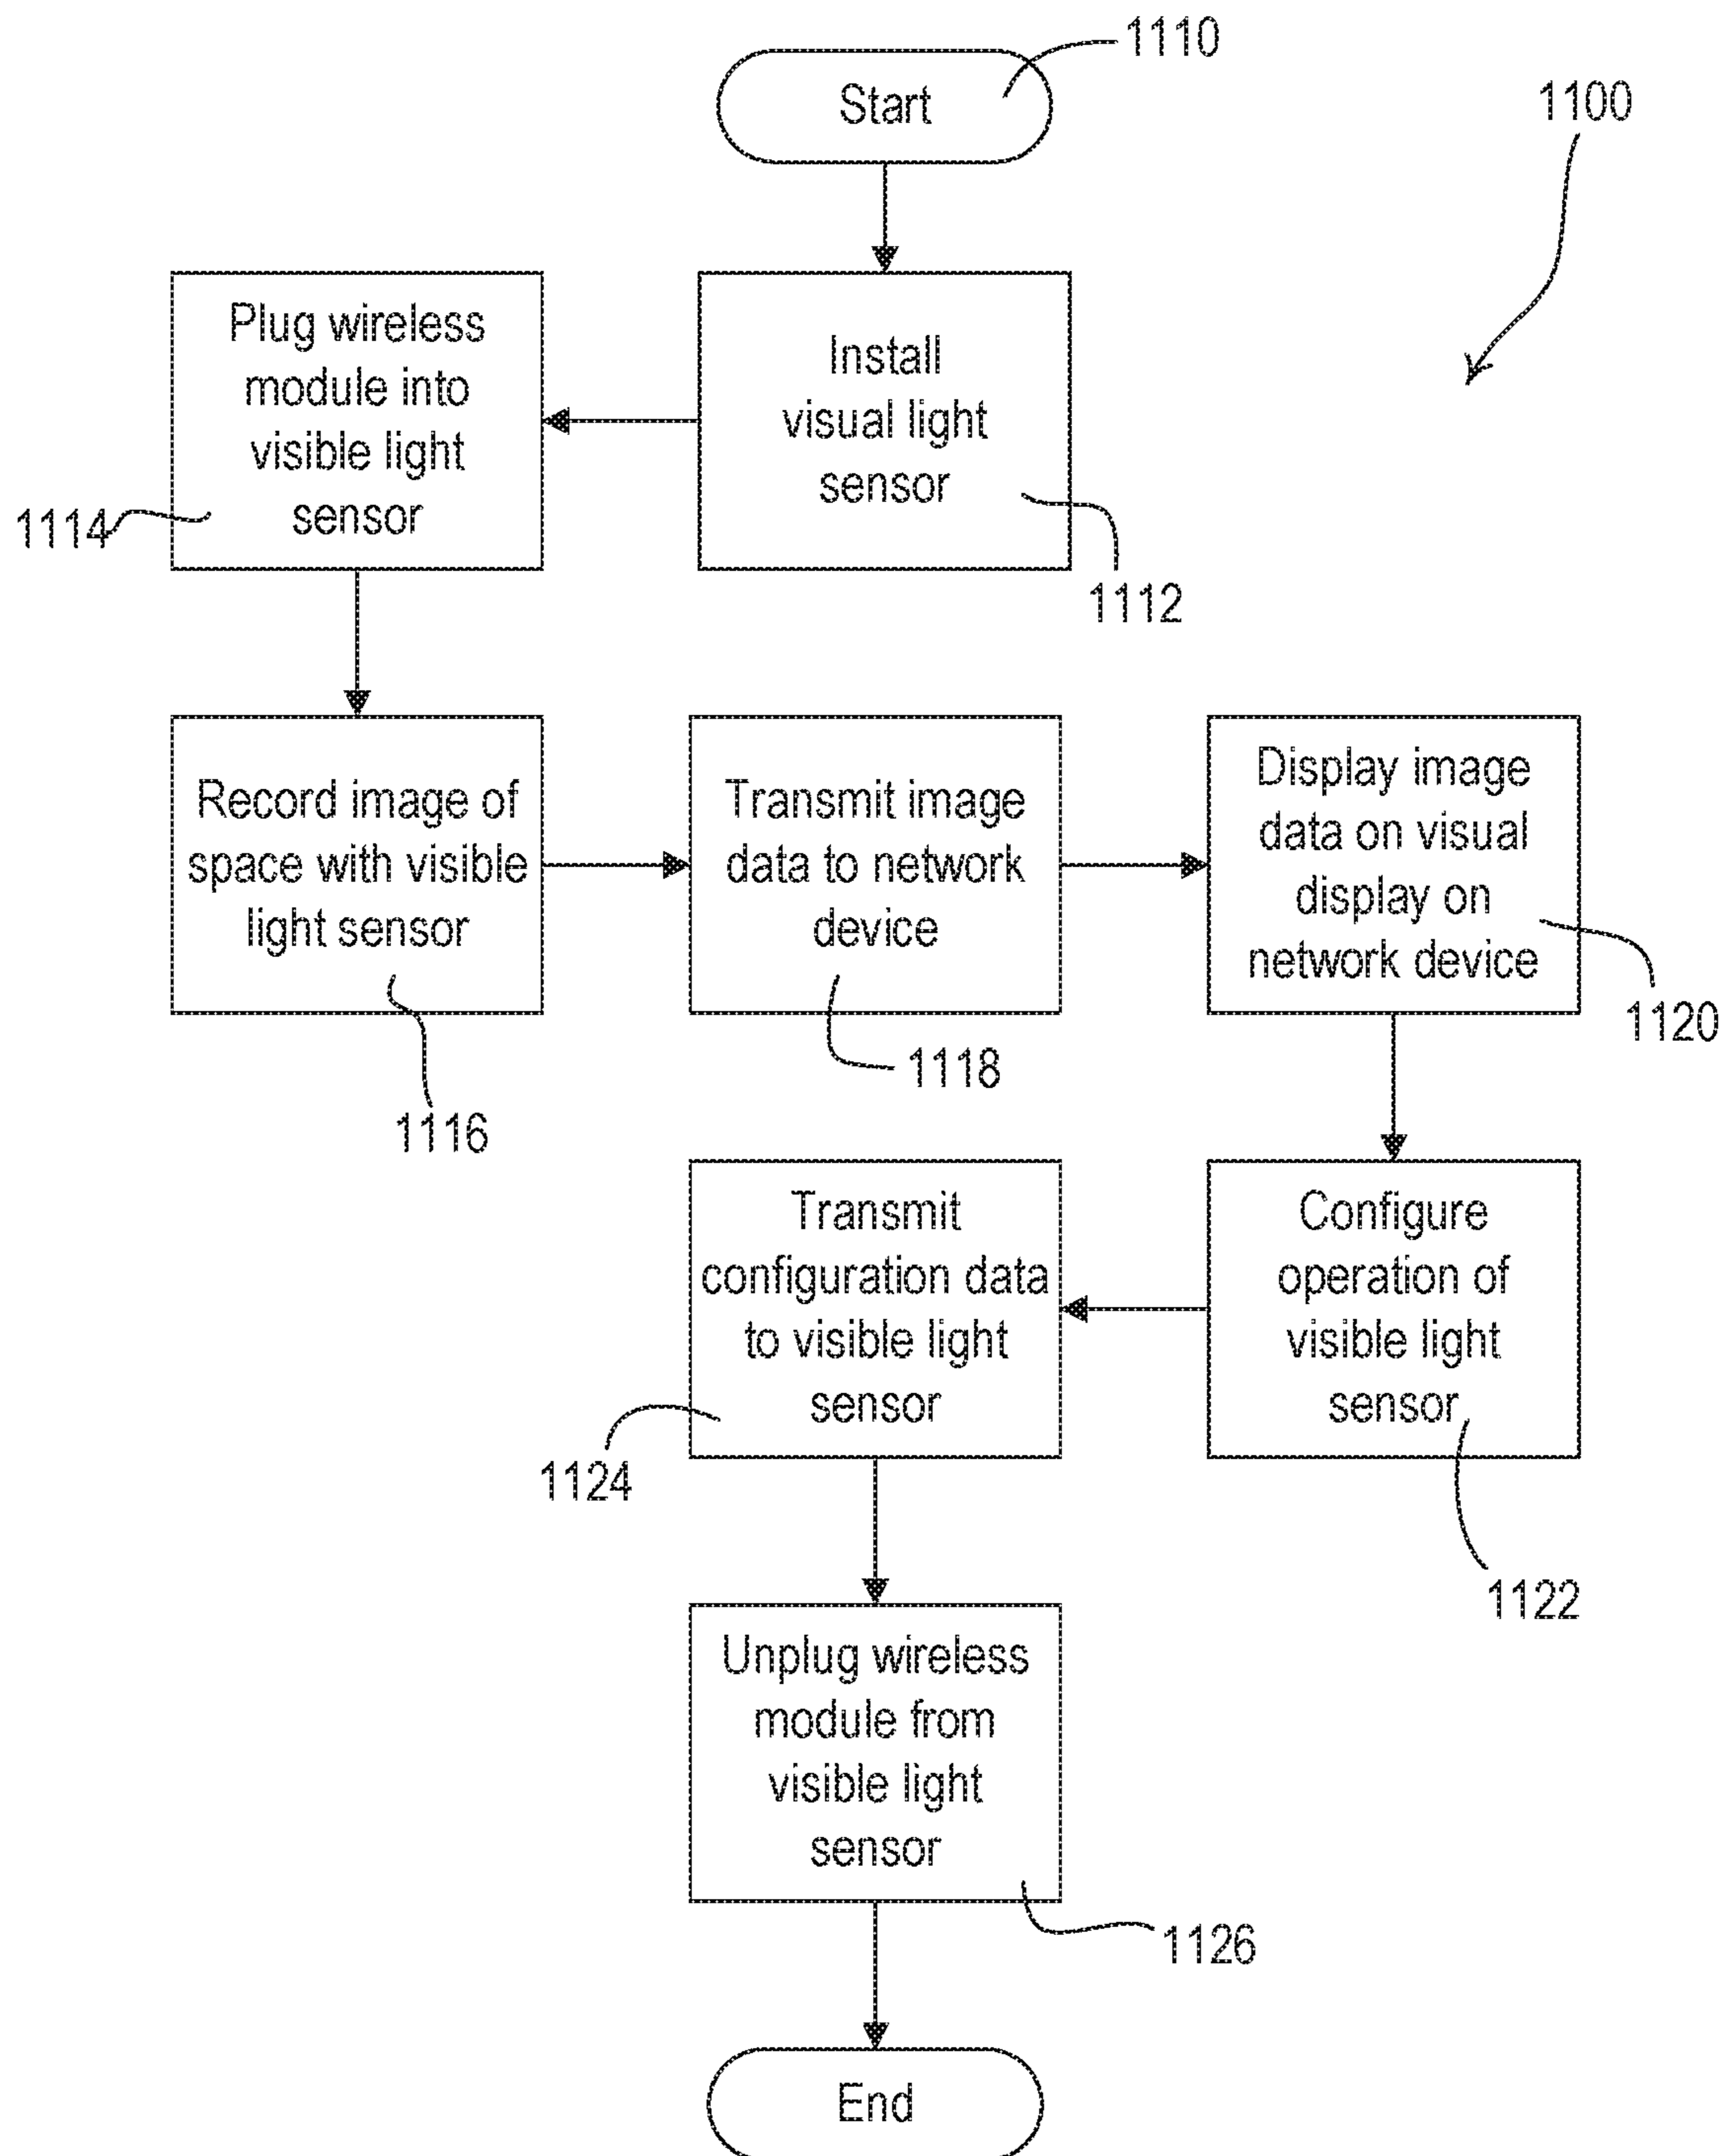 1110
Start
1100
Install
visual light
sensor
1112
Plug wireless
module into
visible light
sensor
1114
Record image of
space with visible
light sensor
1116
Transmit image
data to network
device
1118
Display image
data on visual
display on
network device
1120
Configure
operation of
visible light
sensor
1122
Transmit
configuration data
to visible light
sensor
1124
Unplug wireless
module from
visible light
sensor
1126
End